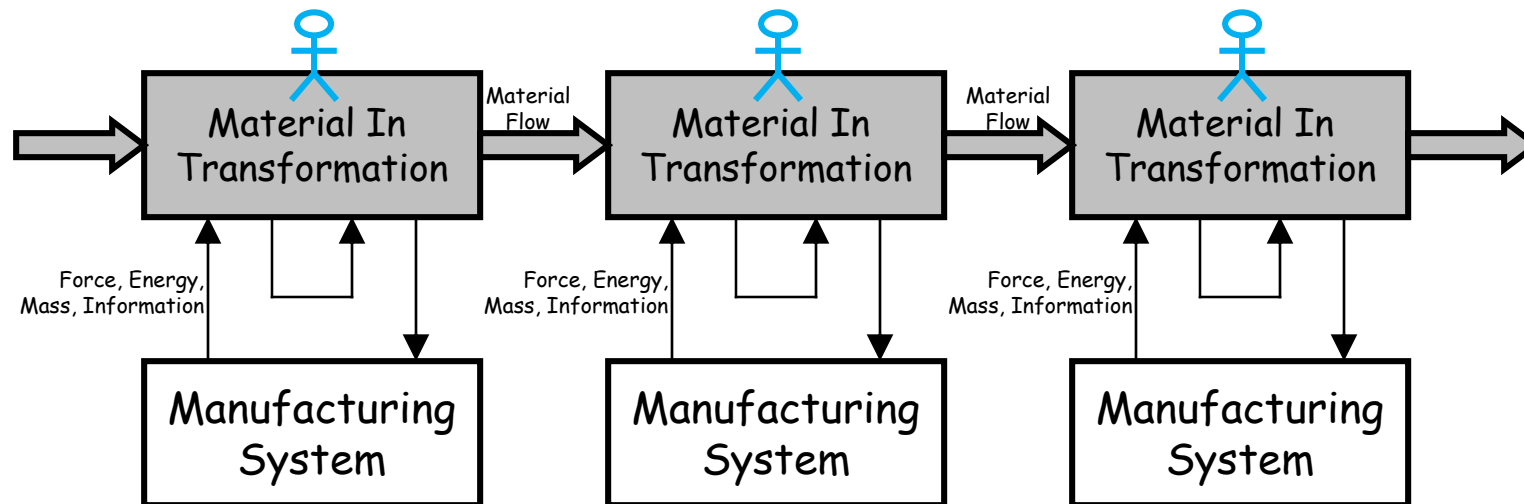 Material In
Transformation
Material
Flow
Material In
Transformation
Material
Flow
Material In
Transformation
Force, Energy,
Mass, Information
Force, Energy,
Mass, Information
Force, Energy,
Mass, Information
Manufacturing
System
Manufacturing
System
Manufacturing
System